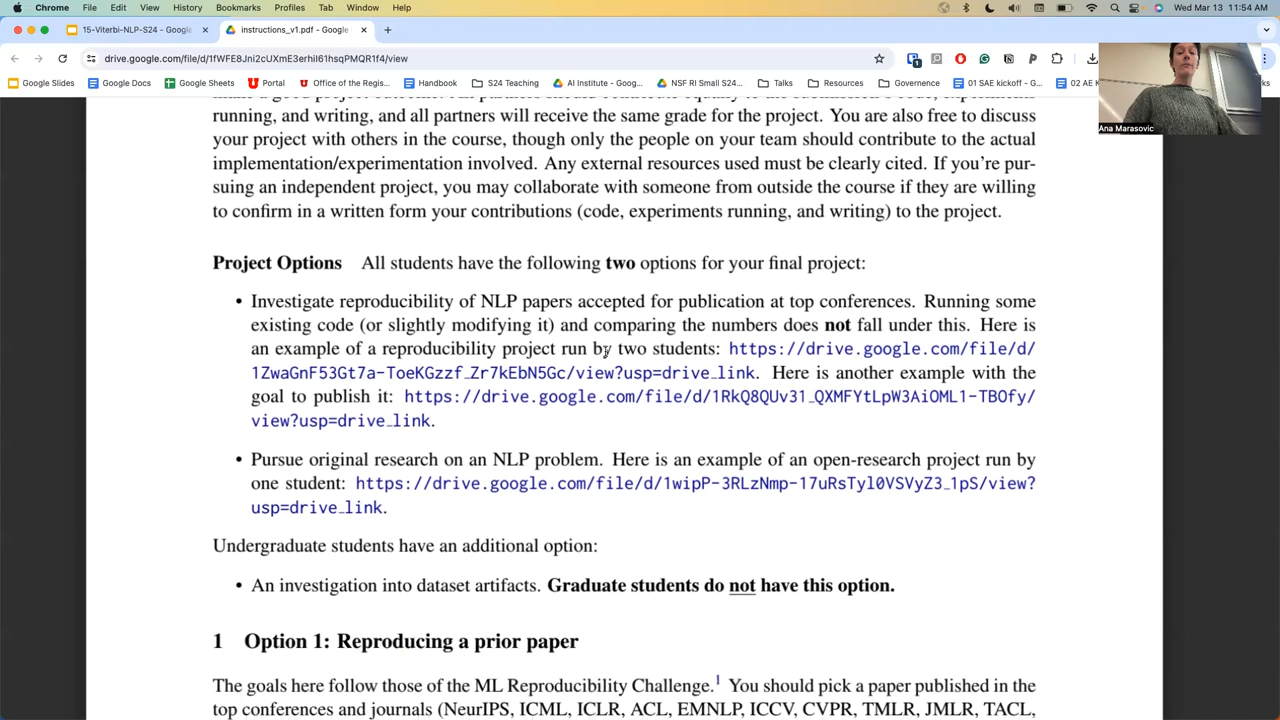 Chrome File Edit View History Bookmarks Profiles Tab Window Help Wed Mar 13 11:54 AM
15-Viterbi-NLP-S24 - Google instructions_v1.pdf - Google
drive.google.com/file/d/1fWFE8Jni2cUXmE3erhiI61hsqPMQR1f4/view
Google Slides Google Docs Google Sheets Portal Office of the Regis... Handbook S24 Teaching AI Institute - Goog... NSF RI Small S24... Talks Resources 01 SAE kickoff - G... 02 AE
Ana Marasovic
running, and writing, and all partners will receive the same grade for the project. You are also free to discuss
your project with others in the course, though only the people on your team should contribute to the actual
implementation/experimentation involved. Any external resources used must be clearly cited. If you're pur-
suing an independent project, you may collaborate with someone from outside the course if they are willing
to confirm in a written form your contributions (code, experiments running, and writing) to the project.
Project Options All students have the following two options for your final project:
• Investigate reproducibility of NLP papers accepted for publication at top conferences. Running some
existing code (or slightly modifying it) and comparing the numbers does not fall under this. Here is
an example of a reproducibility project run by two students: https://drive.google.com/file/d/
1ZwaGnF53Gt7a-ToeKGzzf_Zr7kEbN5Gc/view?usp=drive_link. Here is another example with the
goal to publish it: https://drive.google.com/file/d/1RkQ8QUv31_QXMFYtLpW3AiOML1-TBOfy/
view?usp=drive_link.
• Pursue original research on an NLP problem. Here is an example of an open-research project run by
one student: https://drive.google.com/file/d/1wipP-3RLzNmp-17uRsTyl0VSVyZ3_1pS/view?
usp=drive_link.
Undergraduate students have an additional option:
• An investigation into dataset artifacts. Graduate students do not have this option.
1 Option 1: Reproducing a prior paper
The goals here follow those of the ML Reproducibility Challenge.1 You should pick a paper published in the
top conferences and journals (NeurIPS, ICML, ICLR, ACL, EMNLP, ICCV, CVPR, TMLR, JMLR, TACL,